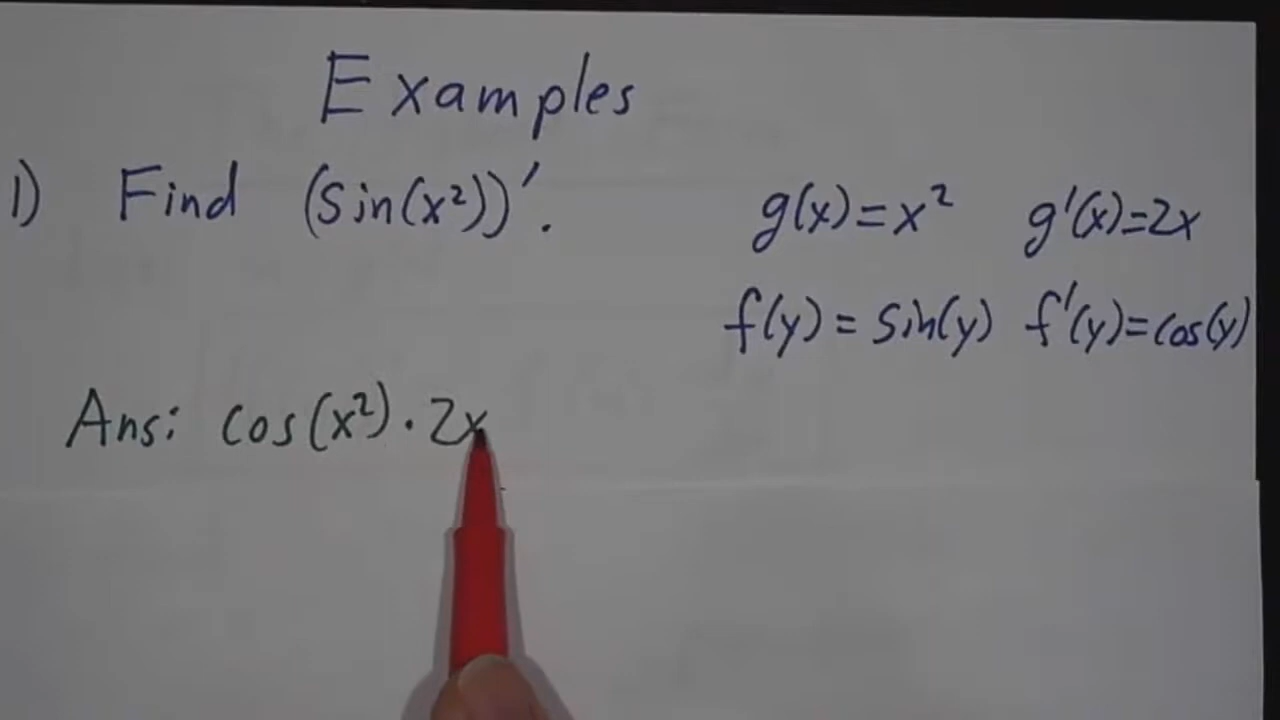 Examples
1) Find (sin(x²))′.
g(x)=x² g'(x)=2x
f(y) = sin(y) f'(y)=cos(y)
Ans: cos(x²) · 2x